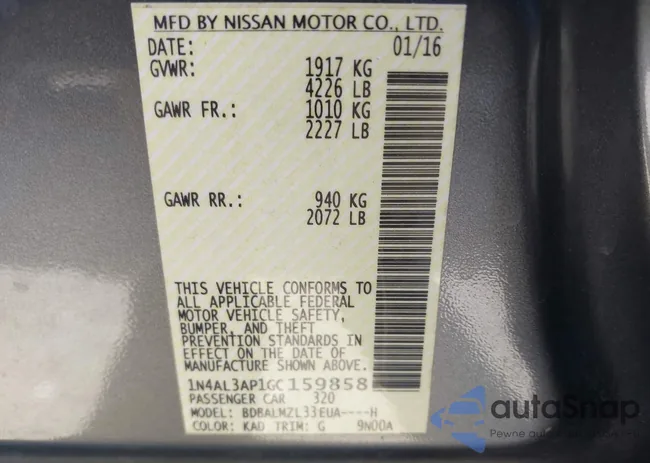 MFD BY NISSAN MOTOR CO., LTD.
DATE: 01/16
GVWR: 1917 KG
4226 LB
GAWR FR.: 1010 KG
2227 LB
GAWR RR.: 940 KG
2072 LB
THIS VEHICLE CONFORMS TO
ALL APPLICABLE FEDERAL
MOTOR VEHICLE SAFETY,
BUMPER, AND THEFT
PREVENTION STANDARDS IN
EFFECT ON THE DATE OF
MANUFACTURE SHOWN ABOVE.
1N4AL3AP1GC159858
PASSENGER CAR 320
MODEL: BDBALMZL33EUA----H
COLOR: KAD TRIM: G 9N00A
autoSnap